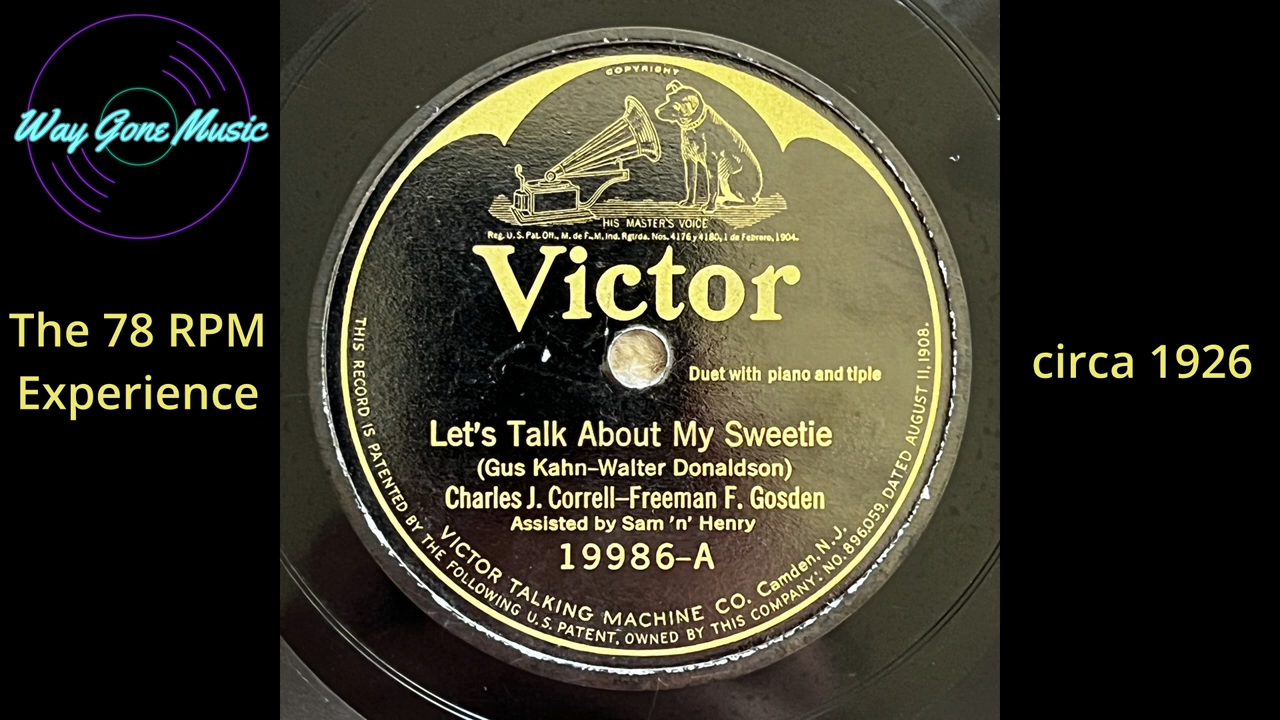 Way Gone Music
The 78 RPM
Experience
circa 1926
COPYRIGHT
HIS MASTER'S VOICE
Reg. U.S. Pat. Off., M. de F., M. Ind. Rgtrda. Nos. 4176 y 4180, 1 de Febrero, 1904.
Victor
Duet with piano and tiple
Let's Talk About My Sweetie
(Gus Kahn–Walter Donaldson)
Charles J. Correll–Freeman F. Gosden
Assisted by Sam 'n' Henry
19986-A
VICTOR TALKING MACHINE CO. Camden, N.J.
THIS RECORD IS PATENTED BY THE FOLLOWING U.S. PATENT, OWNED BY THIS COMPANY: NO. 896,059, DATED AUGUST 11, 1908.